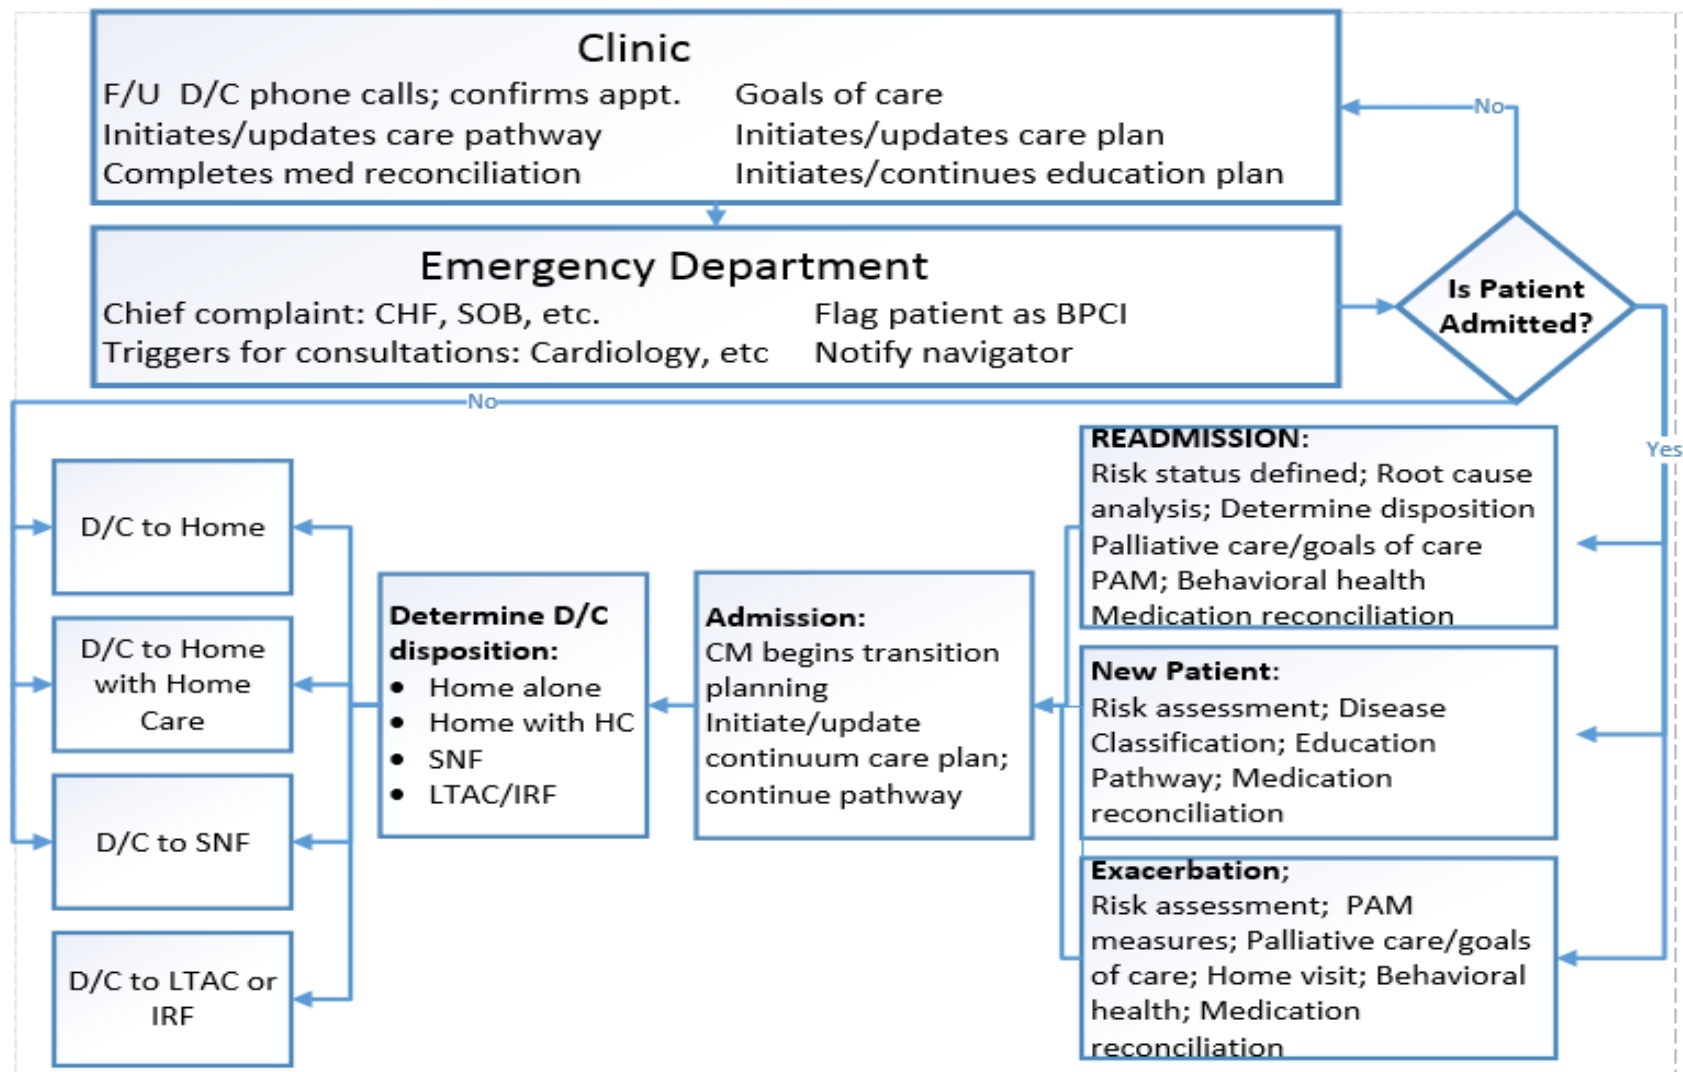 Clinic
F/U D/C phone calls; confirms appt.
Initiates/updates care pathway
Completes med reconciliation
Goals of care
Initiates/updates care plan
Initiates/continues education plan
No
Emergency Department
Chief complaint: CHF, SOB, etc.
Triggers for consultations: Cardiology, etc
Flag patient as BPCI
Notify navigator
Is Patient
Admitted?
No
Yes
READMISSION:
Risk status defined; Root cause
analysis; Determine disposition
Palliative care/goals of care
PAM; Behavioral health
Medication reconciliation
New Patient:
Risk assessment; Disease
Classification; Education
Pathway; Medication
reconciliation
Exacerbation;
Risk assessment; PAM
measures; Palliative care/goals
of care; Home visit; Behavioral
health; Medication
reconciliation
Admission:
CM begins transition
planning
Initiate/update
continuum care plan;
continue pathway
Determine D/C
disposition:
• Home alone
• Home with HC
• SNF
• LTAC/IRF
D/C to Home
D/C to Home
with Home
Care
D/C to SNF
D/C to LTAC or
IRF